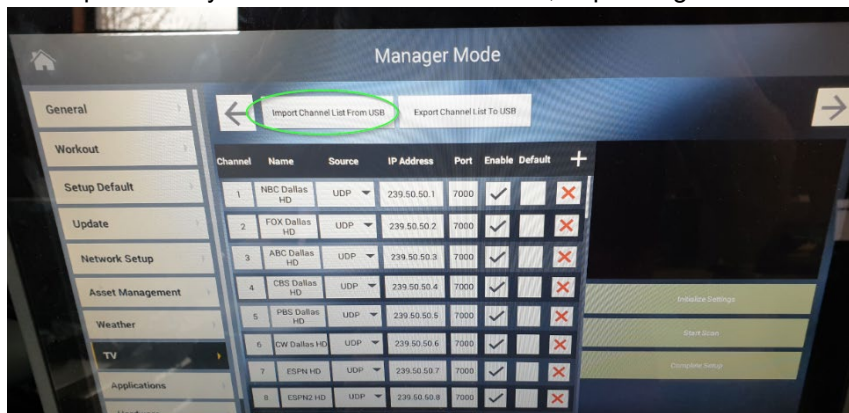 Manager Mode
General
Workout
Setup Default
Update
Network Setup
Asset Management
Weather
TV
Applications
Import Channel List From USB
Export Channel List To USB
Channel Name Source IP Address Port Enable Default +
1 NBC Dallas HD UDP 239.50.50.1 7000
2 FOX Dallas HD UDP 239.50.50.2 7000
3 ABC Dallas HD UDP 239.50.50.3 7000
4 CBS Dallas HD UDP 239.50.50.4 7000
5 PBS Dallas HD UDP 239.50.50.5 7000
6 CW Dallas HD UDP 239.50.50.6 7000
7 ESPN HD UDP 239.50.50.7 7000
8 ESPN2 HD UDP 239.50.50.8 7000
Initialize Settings
Start Scan
Complete Setup